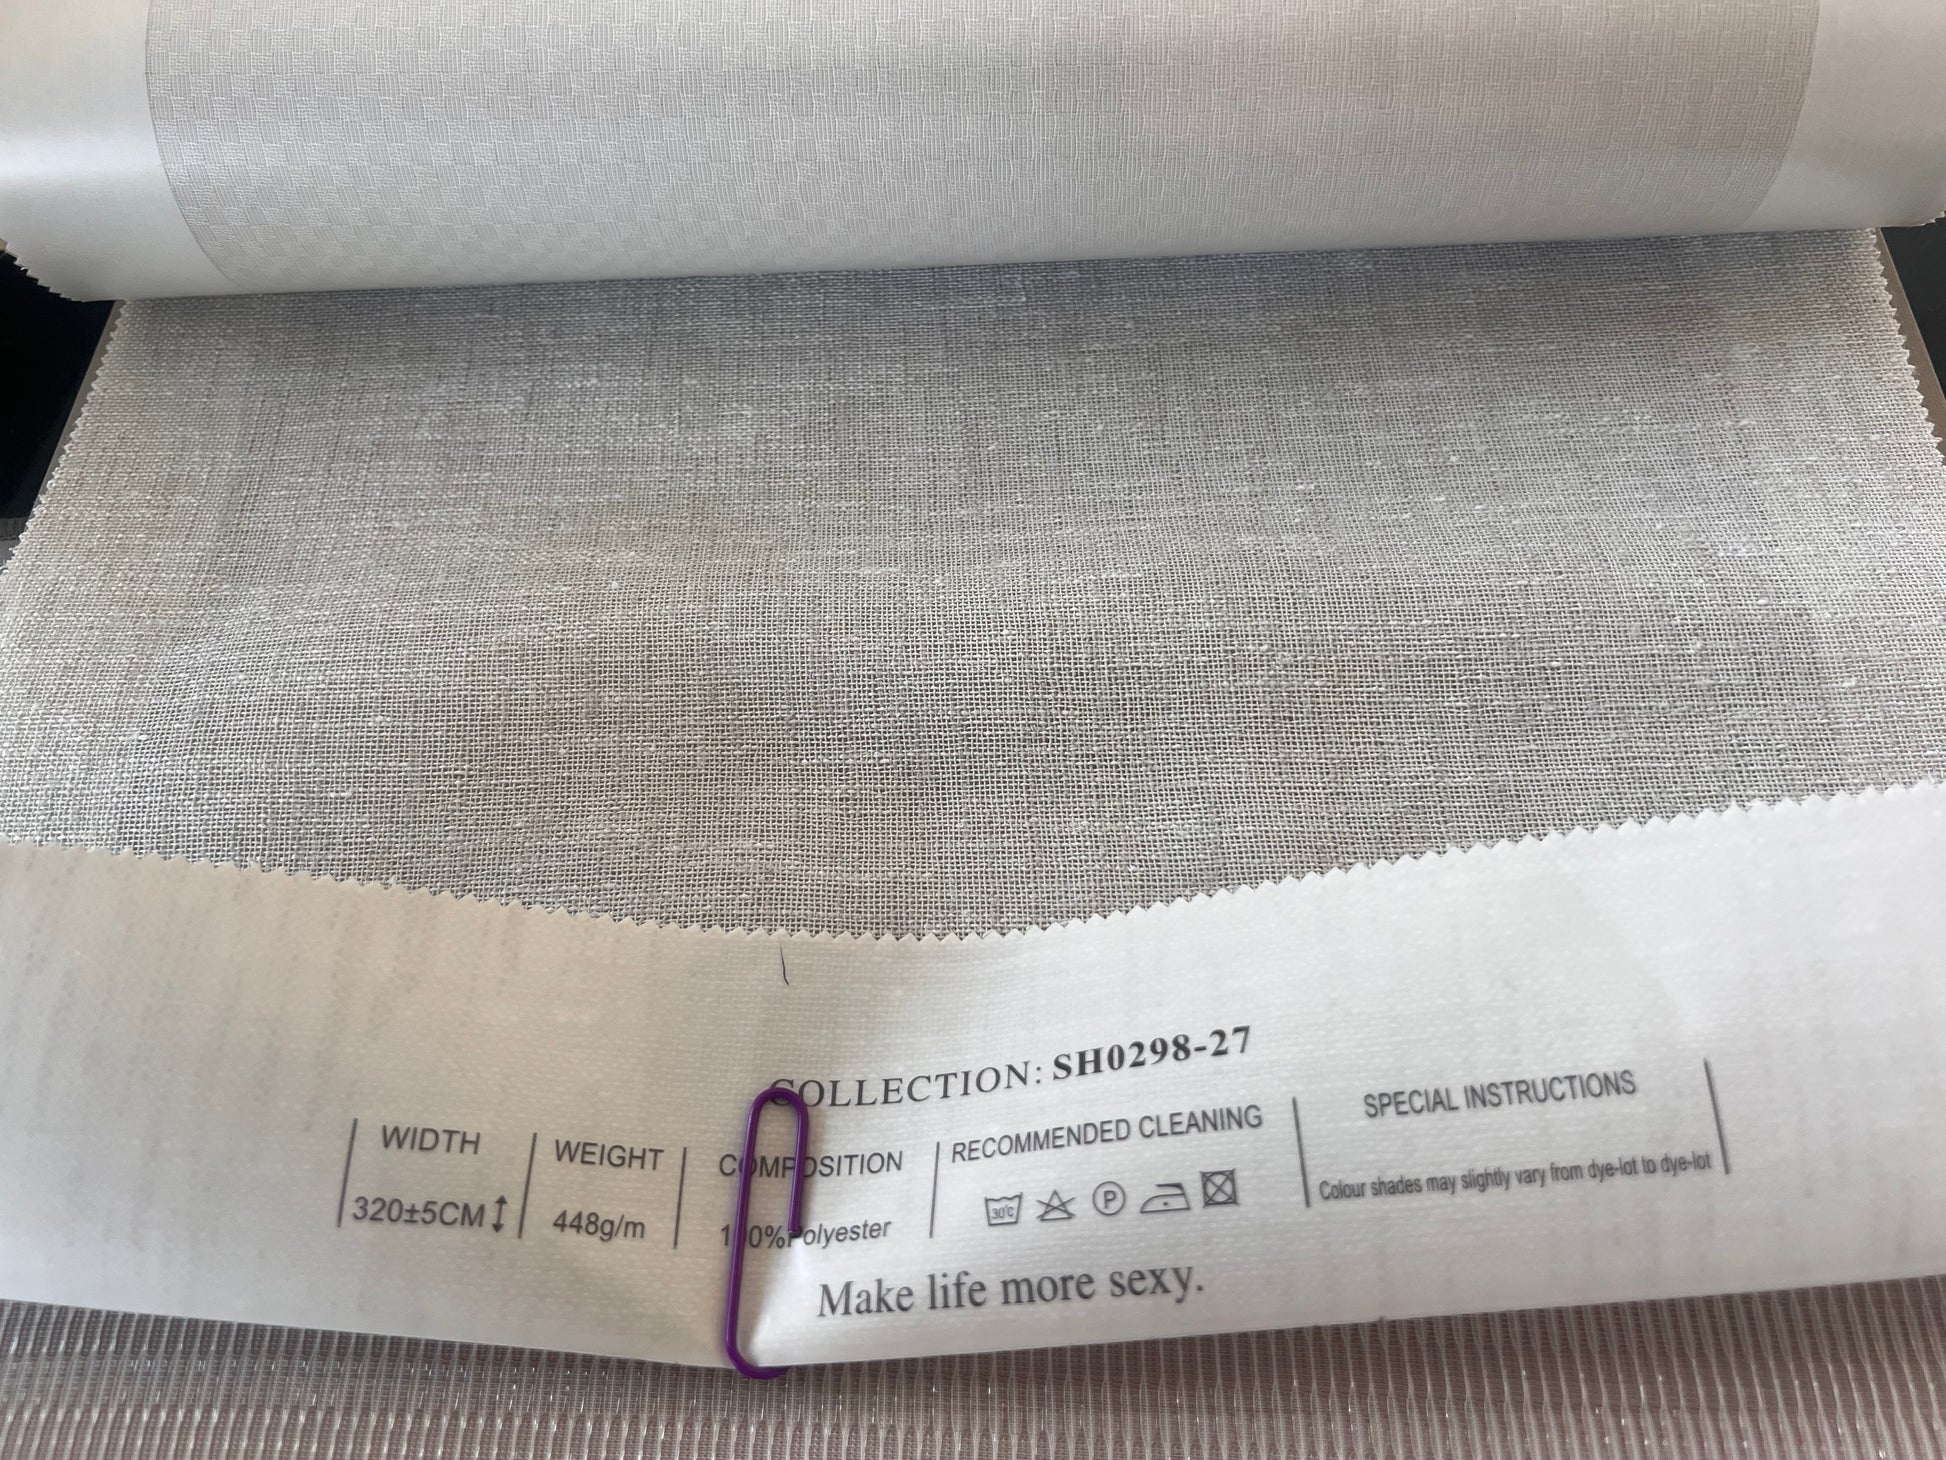 COLLECTION: SH0298-27
WIDTH
320±5CM
WEIGHT
448g/m
COMPOSITION
100%Polyester
RECOMMENDED CLEANING
30℃ P
SPECIAL INSTRUCTIONS
Colour shades may slightly vary from dye-lot to dye-lot
Make life more sexy.